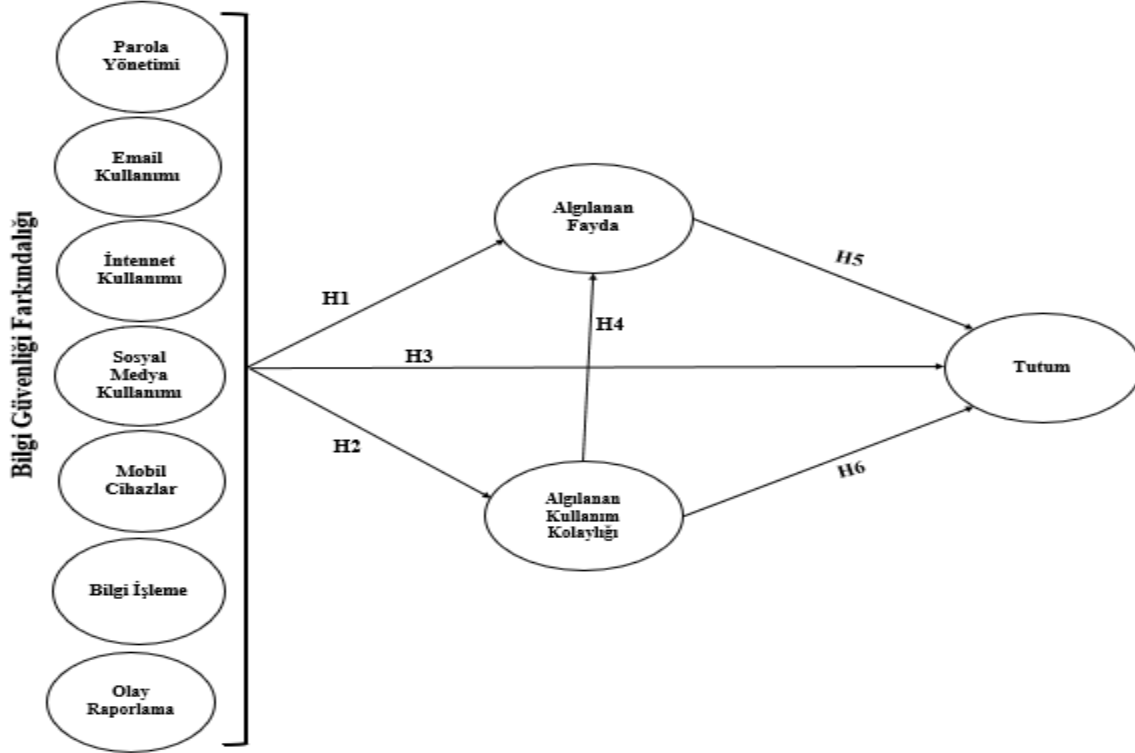 Bilgi Güvenliği Farkındalığı
Parola
Yönetimi
Email
Kullanımı
İntennet
Kullanımı
Sosyal
Medya
Kullanımı
Mobil
Cihazlar
Bilgi İşleme
Olay
Raporlama
H1
H3
H2
Algılanan
Fayda
H4
Algılanan
Kullanım
Kolaylığı
H5
H6
Tutum